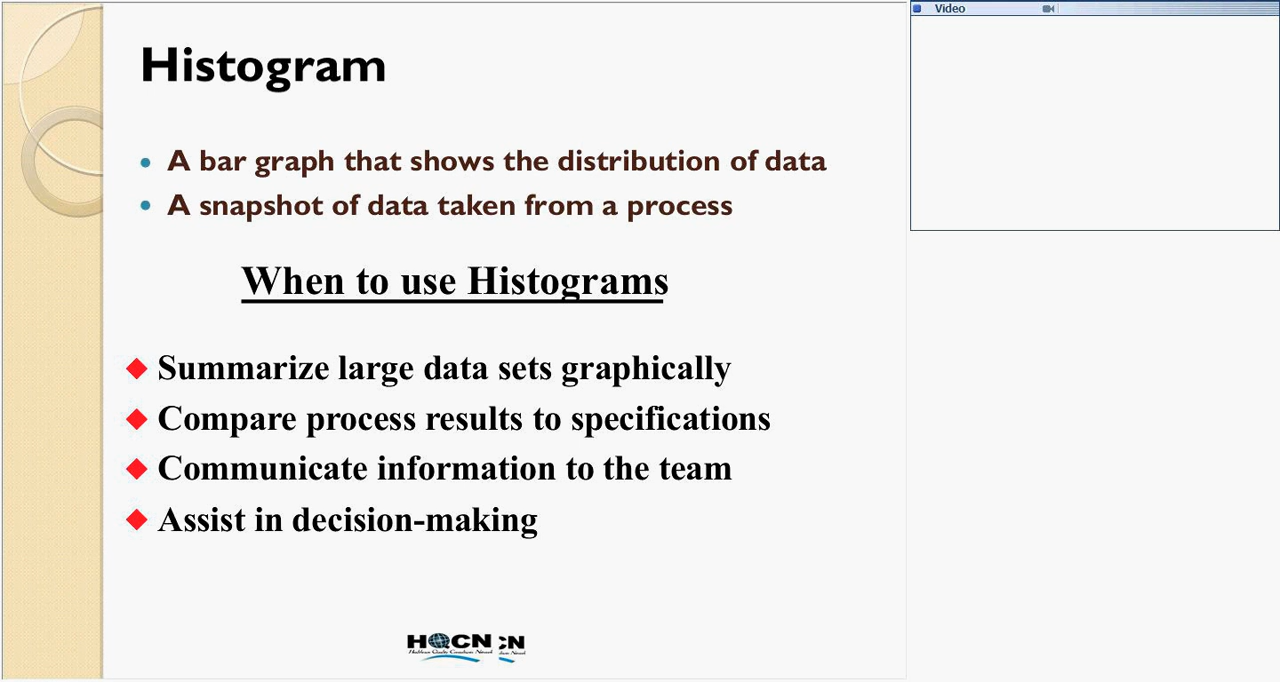 Histogram
A bar graph that shows the distribution of data
A snapshot of data taken from a process
When to use Histograms
Summarize large data sets graphically
Compare process results to specifications
Communicate information to the team
Assist in decision-making
HQCN CN
Video